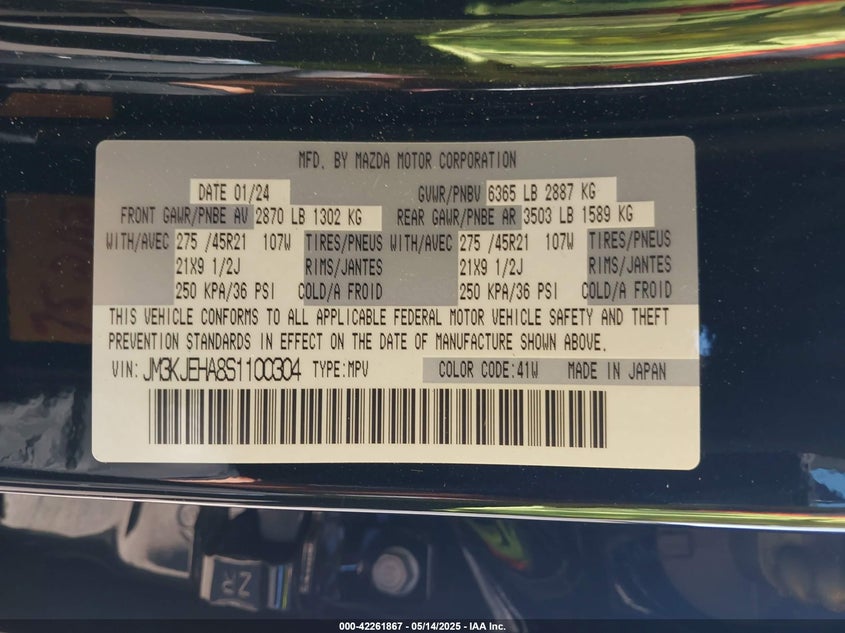 MFD. BY MAZDA MOTOR CORPORATION
DATE 01/24 GVWR/PNBV 6365 LB 2887 KG
FRONT GAWR/PNBE AV 2870 LB 1302 KG REAR GAWR/PNBE AR 3503 LB 1589 KG
WITH/AVEC 275 /45R21 107W TIRES/PNEUS WITH/AVEC 275 /45R21 107W TIRES/PNEUS
21X9 1/2J RIMS/JANTES 21X9 1/2J RIMS/JANTES
250 KPA/36 PSI COLD/A FROID 250 KPA/36 PSI COLD/A FROID
THIS VEHICLE CONFORMS TO ALL APPLICABLE FEDERAL MOTOR VEHICLE SAFETY AND THEFT
PREVENTION STANDARDS IN EFFECT ON THE DATE OF MANUFACTURE SHOWN ABOVE.
VIN: JM3KJEHA8S1100304 TYPE:MPV COLOR CODE:41W MADE IN JAPAN
2R
000-42261867 - 05/14/2025 - IAA Inc.